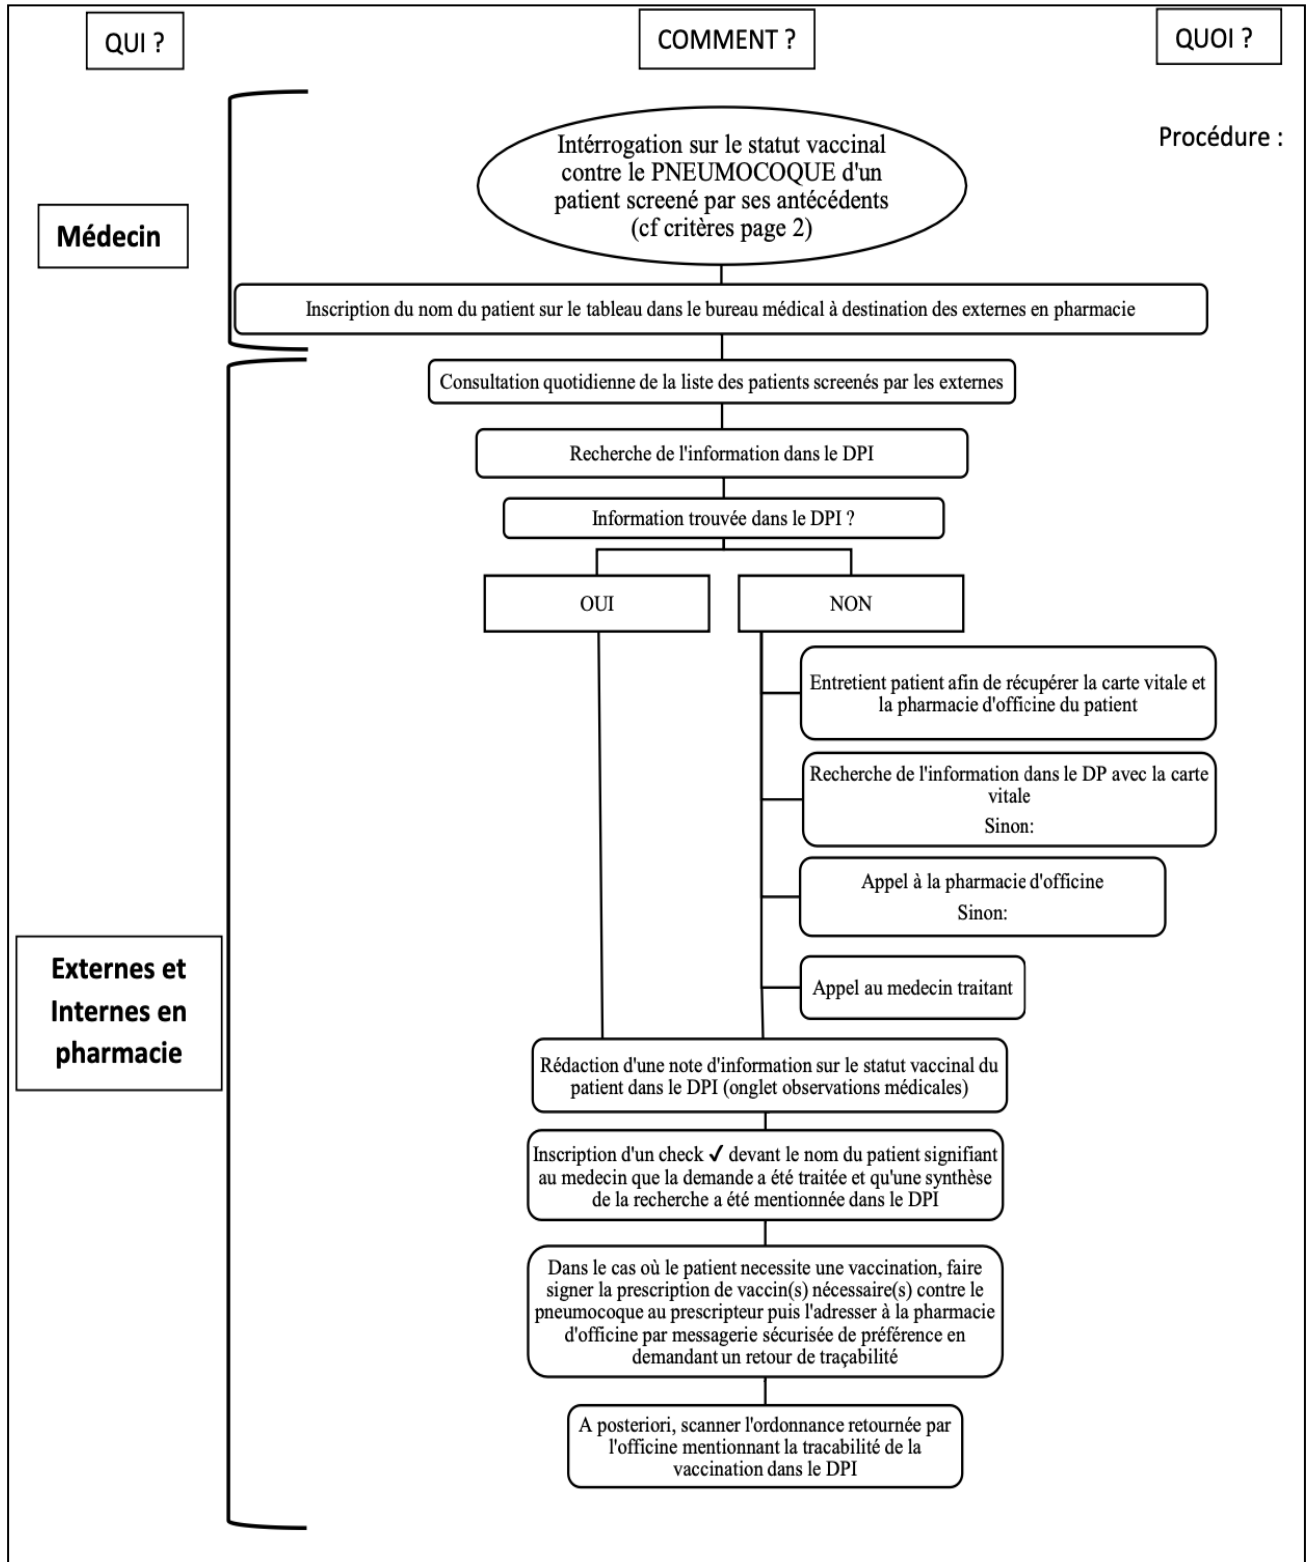 QUI ?
COMMENT ?
QUOI ?
Procédure :
Médecin
Intérrogation sur le statut vaccinal
contre le PNEUMOCOQUE d'un
patient screené par ses antécédents
(cf critères page 2)
Inscription du nom du patient sur le tableau dans le bureau médical à destination des externes en pharmacie
Consultation quotidienne de la liste des patients screenés par les externes
Recherche de l'information dans le DPI
Information trouvée dans le DPI ?
OUI
NON
Entretient patient afin de récupérer la carte vitale et
la pharmacie d'officine du patient
Recherche de l'information dans le DP avec la carte
vitale
Sinon:
Appel à la pharmacie d'officine
Sinon:
Appel au medecin traitant
Externes et
Internes en
pharmacie
Rédaction d'une note d'information sur le statut vaccinal du
patient dans le DPI (onglet observations médicales)
Inscription d'un check ✓ devant le nom du patient signifiant
au medecin que la demande a été traitée et qu'une synthèse
de la recherche a été mentionnée dans le DPI
Dans le cas où le patient necessite une vaccination, faire
signer la prescription de vaccin(s) nécessaire(s) contre le
pneumocoque au prescripteur puis l'adresser à la pharmacie
d'officine par messagerie sécurisée de préférence en
demandant un retour de traçabilité
A posteriori, scanner l'ordonnance retournée par
l'officine mentionnant la tracabilité de la
vaccination dans le DPI